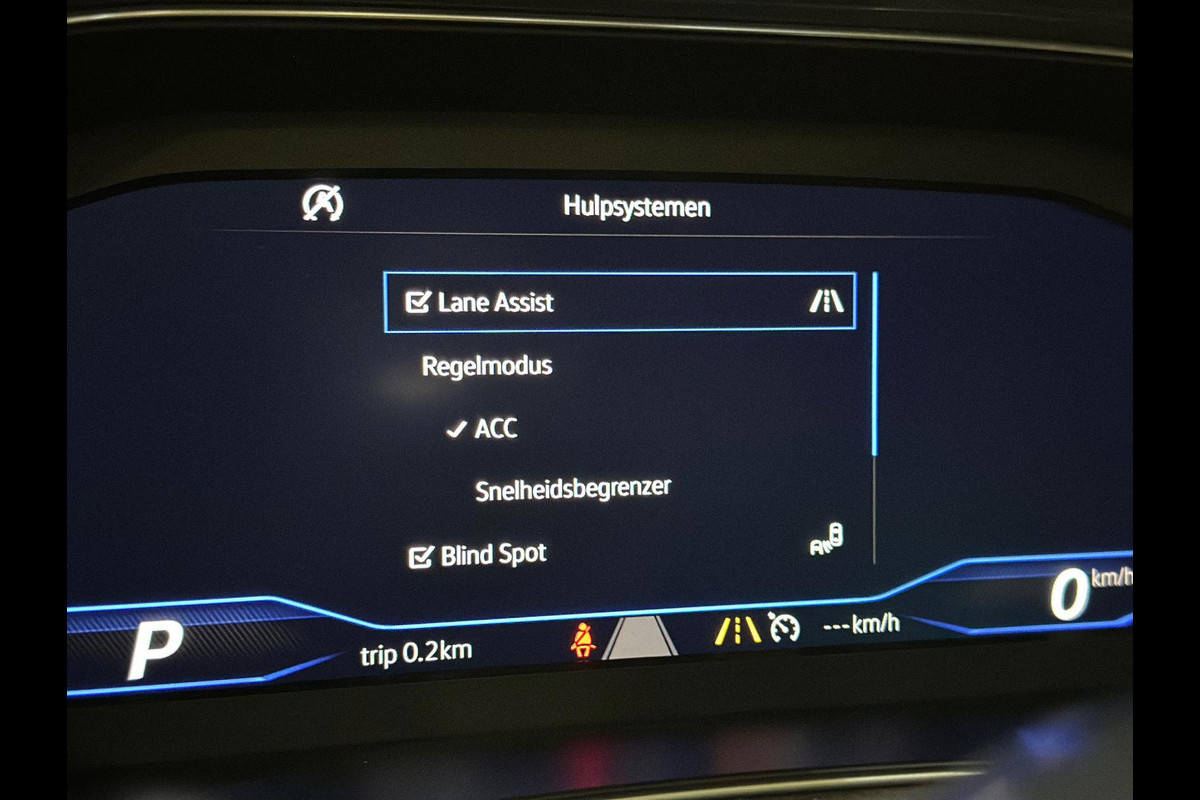 Hulpsystemen
Lane Assist
Regelmodus
ACC
Snelheidsbegrenzer
Blind Spot
0 km/h
P
trip 0.2km
---km/h